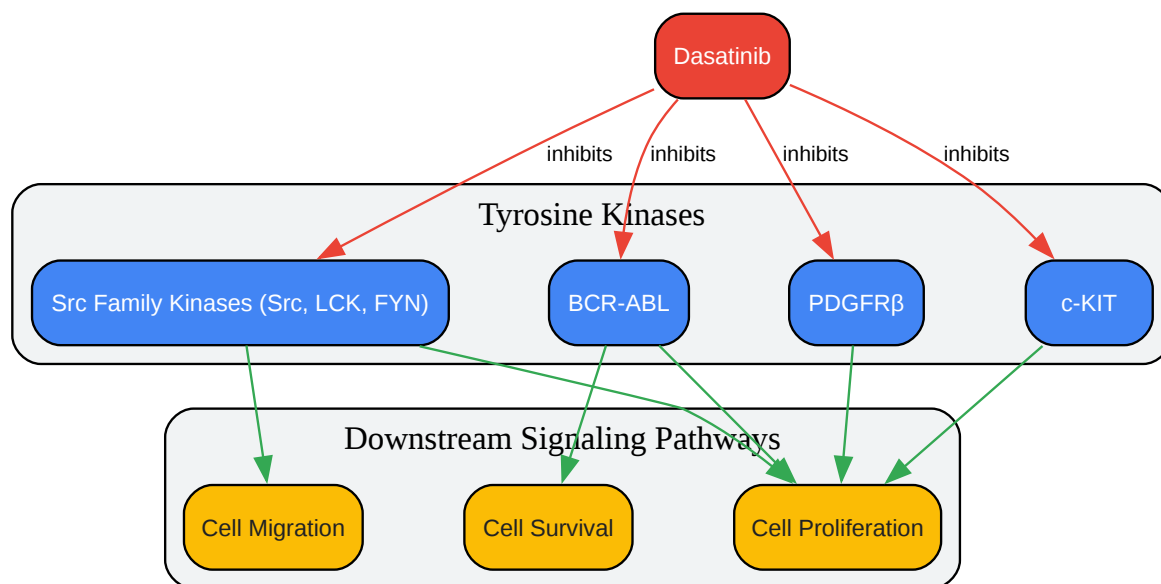 Dasatinib
inhibits
inhibits
inhibits
inhibits
Tyrosine Kinases
Src Family Kinases (Src, LCK, FYN)
BCR-ABL
PDGFRβ
c-KIT
Downstream Signaling Pathways
Cell Migration
Cell Survival
Cell Proliferation